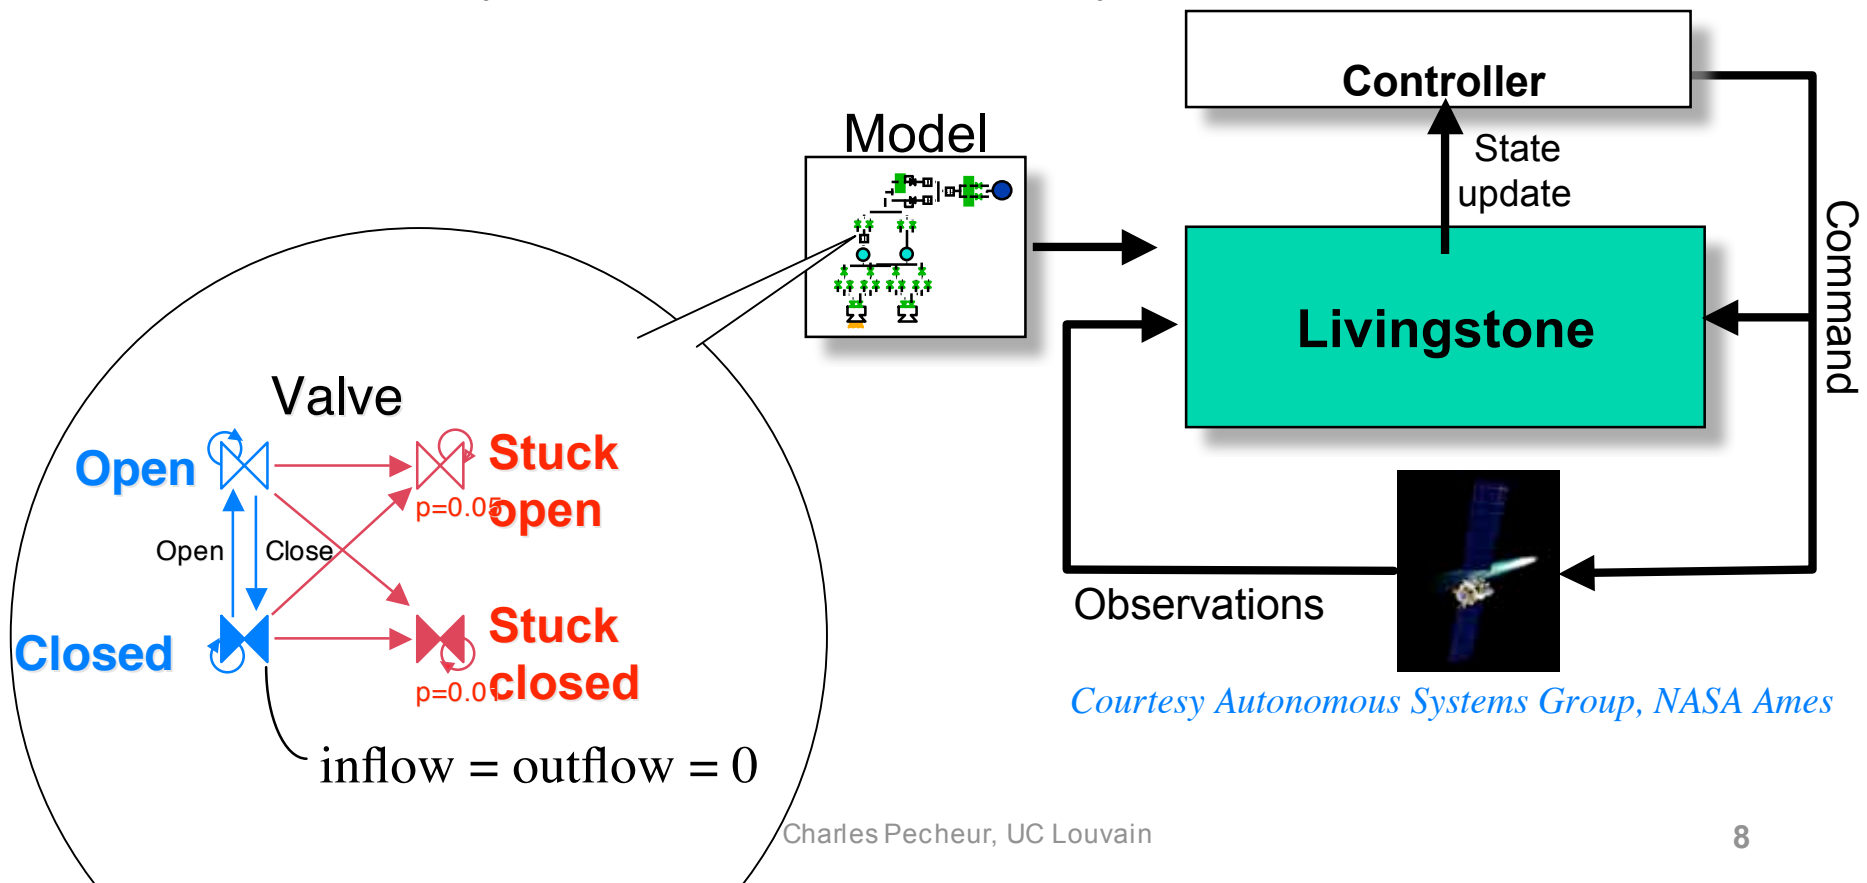 Controller
Model
State
update
Command
Livingstone
Valve
Open
Stuck
open
p=0.05
Open
Close
Closed
Stuck
closed
p=0.01
Observations
Courtesy Autonomous Systems Group, NASA Ames
inflow = outflow = 0
Charles Pecheur, UC Louvain
8